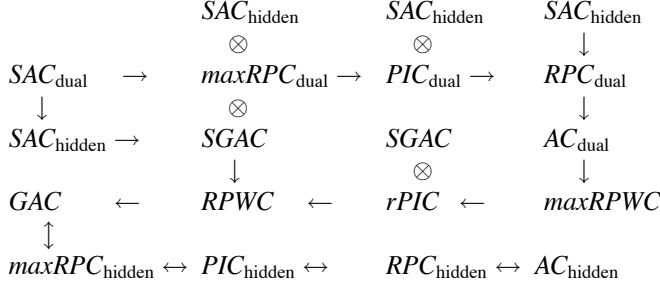 SAC_hidden SAC_hidden SAC_hidden
⊗ ⊗ ↓
SAC_dual → maxRPC_dual → PIC_dual → RPC_dual
↓ ⊗ ↓
SAC_hidden → SGAC SGAC AC_dual
↓ ⊗ ↓
GAC ← RPWC ← rPIC ← maxRPWC
↕
maxRPC_hidden ↔ PIC_hidden ↔ RPC_hidden ↔ AC_hidden